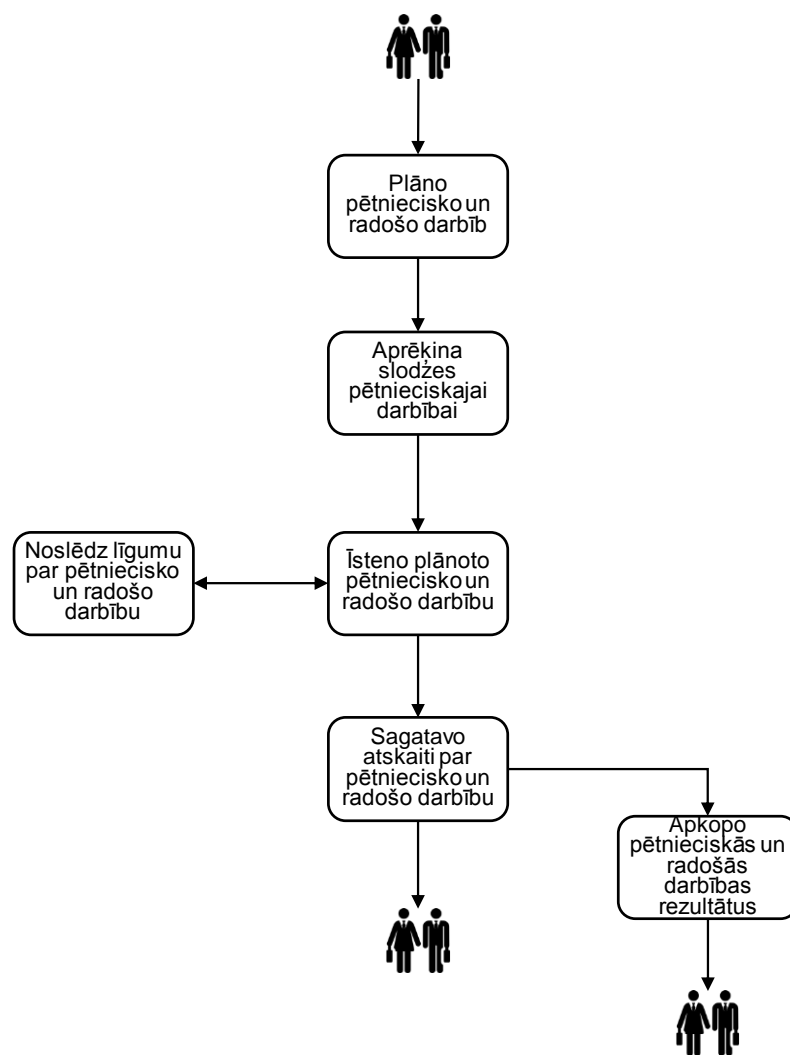 Plāno
pētniecisko un
radošo darbīb
Aprēķina
slodzes
pētnieciskajai
darbībai
Noslēdz līgumu
par pētniecisko
un radošo
darbību
Īsteno plānoto
pētniecisko un
radošo darbību
Sagatavo
atskaiti par
pētniecisko un
radošo darbību
Apkopo
pētnieciskās un
radošās
darbības
rezultātus